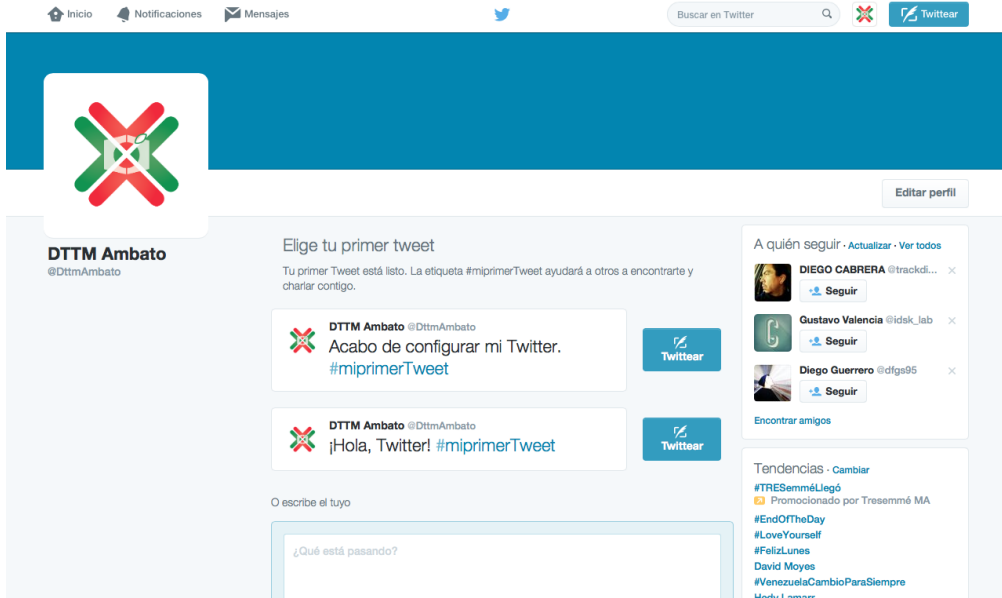 Inicio
Notificaciones
Mensajes
Buscar en Twitter
Twittear
Editar perfil
DTTM Ambato
@DttmAmbato
Elige tu primer tweet
Tu primer Tweet está listo. La etiqueta #miprimerTweet ayudará a otros a encontrarte y
charlar contigo.
DTTM Ambato @DttmAmbato
Acabo de configurar mi Twitter.
#miprimerTweet
Twittear
DTTM Ambato @DttmAmbato
¡Hola, Twitter! #miprimerTweet
Twittear
O escribe el tuyo
¿Qué está pasando?
A quién seguir · Actualizar · Ver todos
DIEGO CABRERA @trackdi...
Seguir
Gustavo Valencia @idsk_lab
Seguir
Diego Guerrero @dfgs95
Seguir
Encontrar amigos
Tendencias · Cambiar
#TRESemméLlegó
Promocionado por Tresemmé MA
#EndOfTheDay
#LoveYourself
#FelizLunes
David Moyes
#VenezuelaCambioParaSiempre
Hedy Lamarr